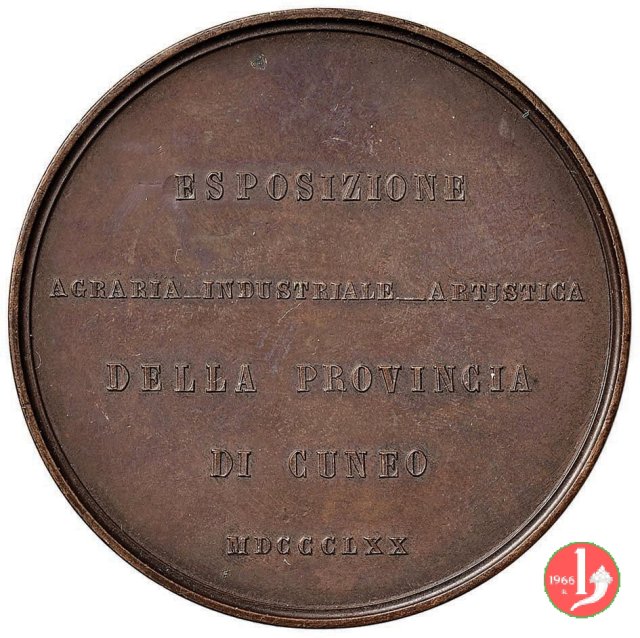 ESPOSIZIONE
AGRARIA_INDUSTRIALE_ARTJSTICA
DELLA PROVINCIA
DI CUNEO
MDCCCLXX
1966